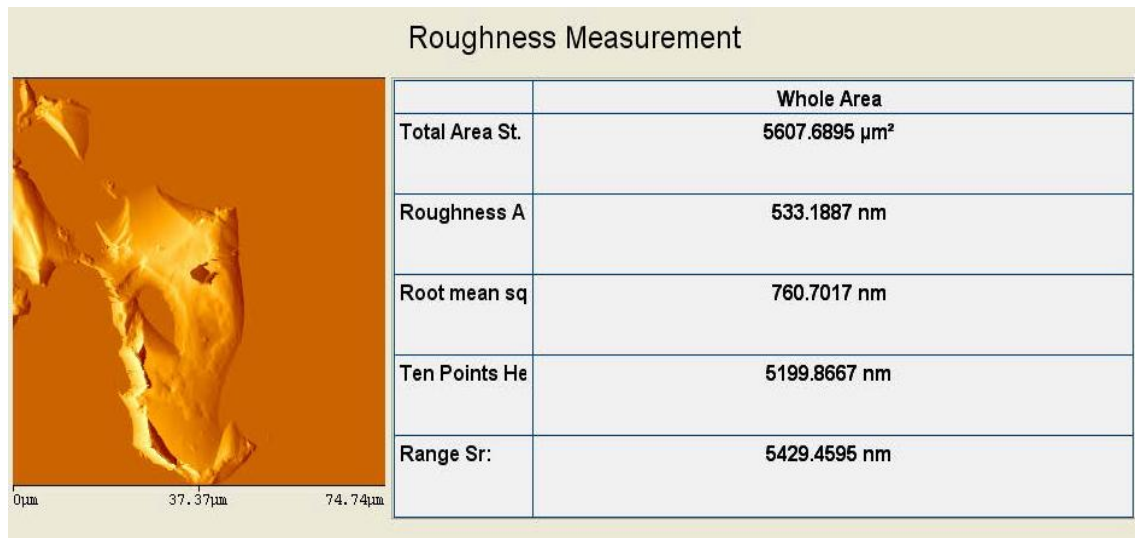 Roughness Measurement
Whole Area
Total Area St. 5607.6895 µm²
Roughness A 533.1887 nm
Root mean sq 760.7017 nm
Ten Points He 5199.8667 nm
Range Sr: 5429.4595 nm
0µm 37.37µm 74.74µm